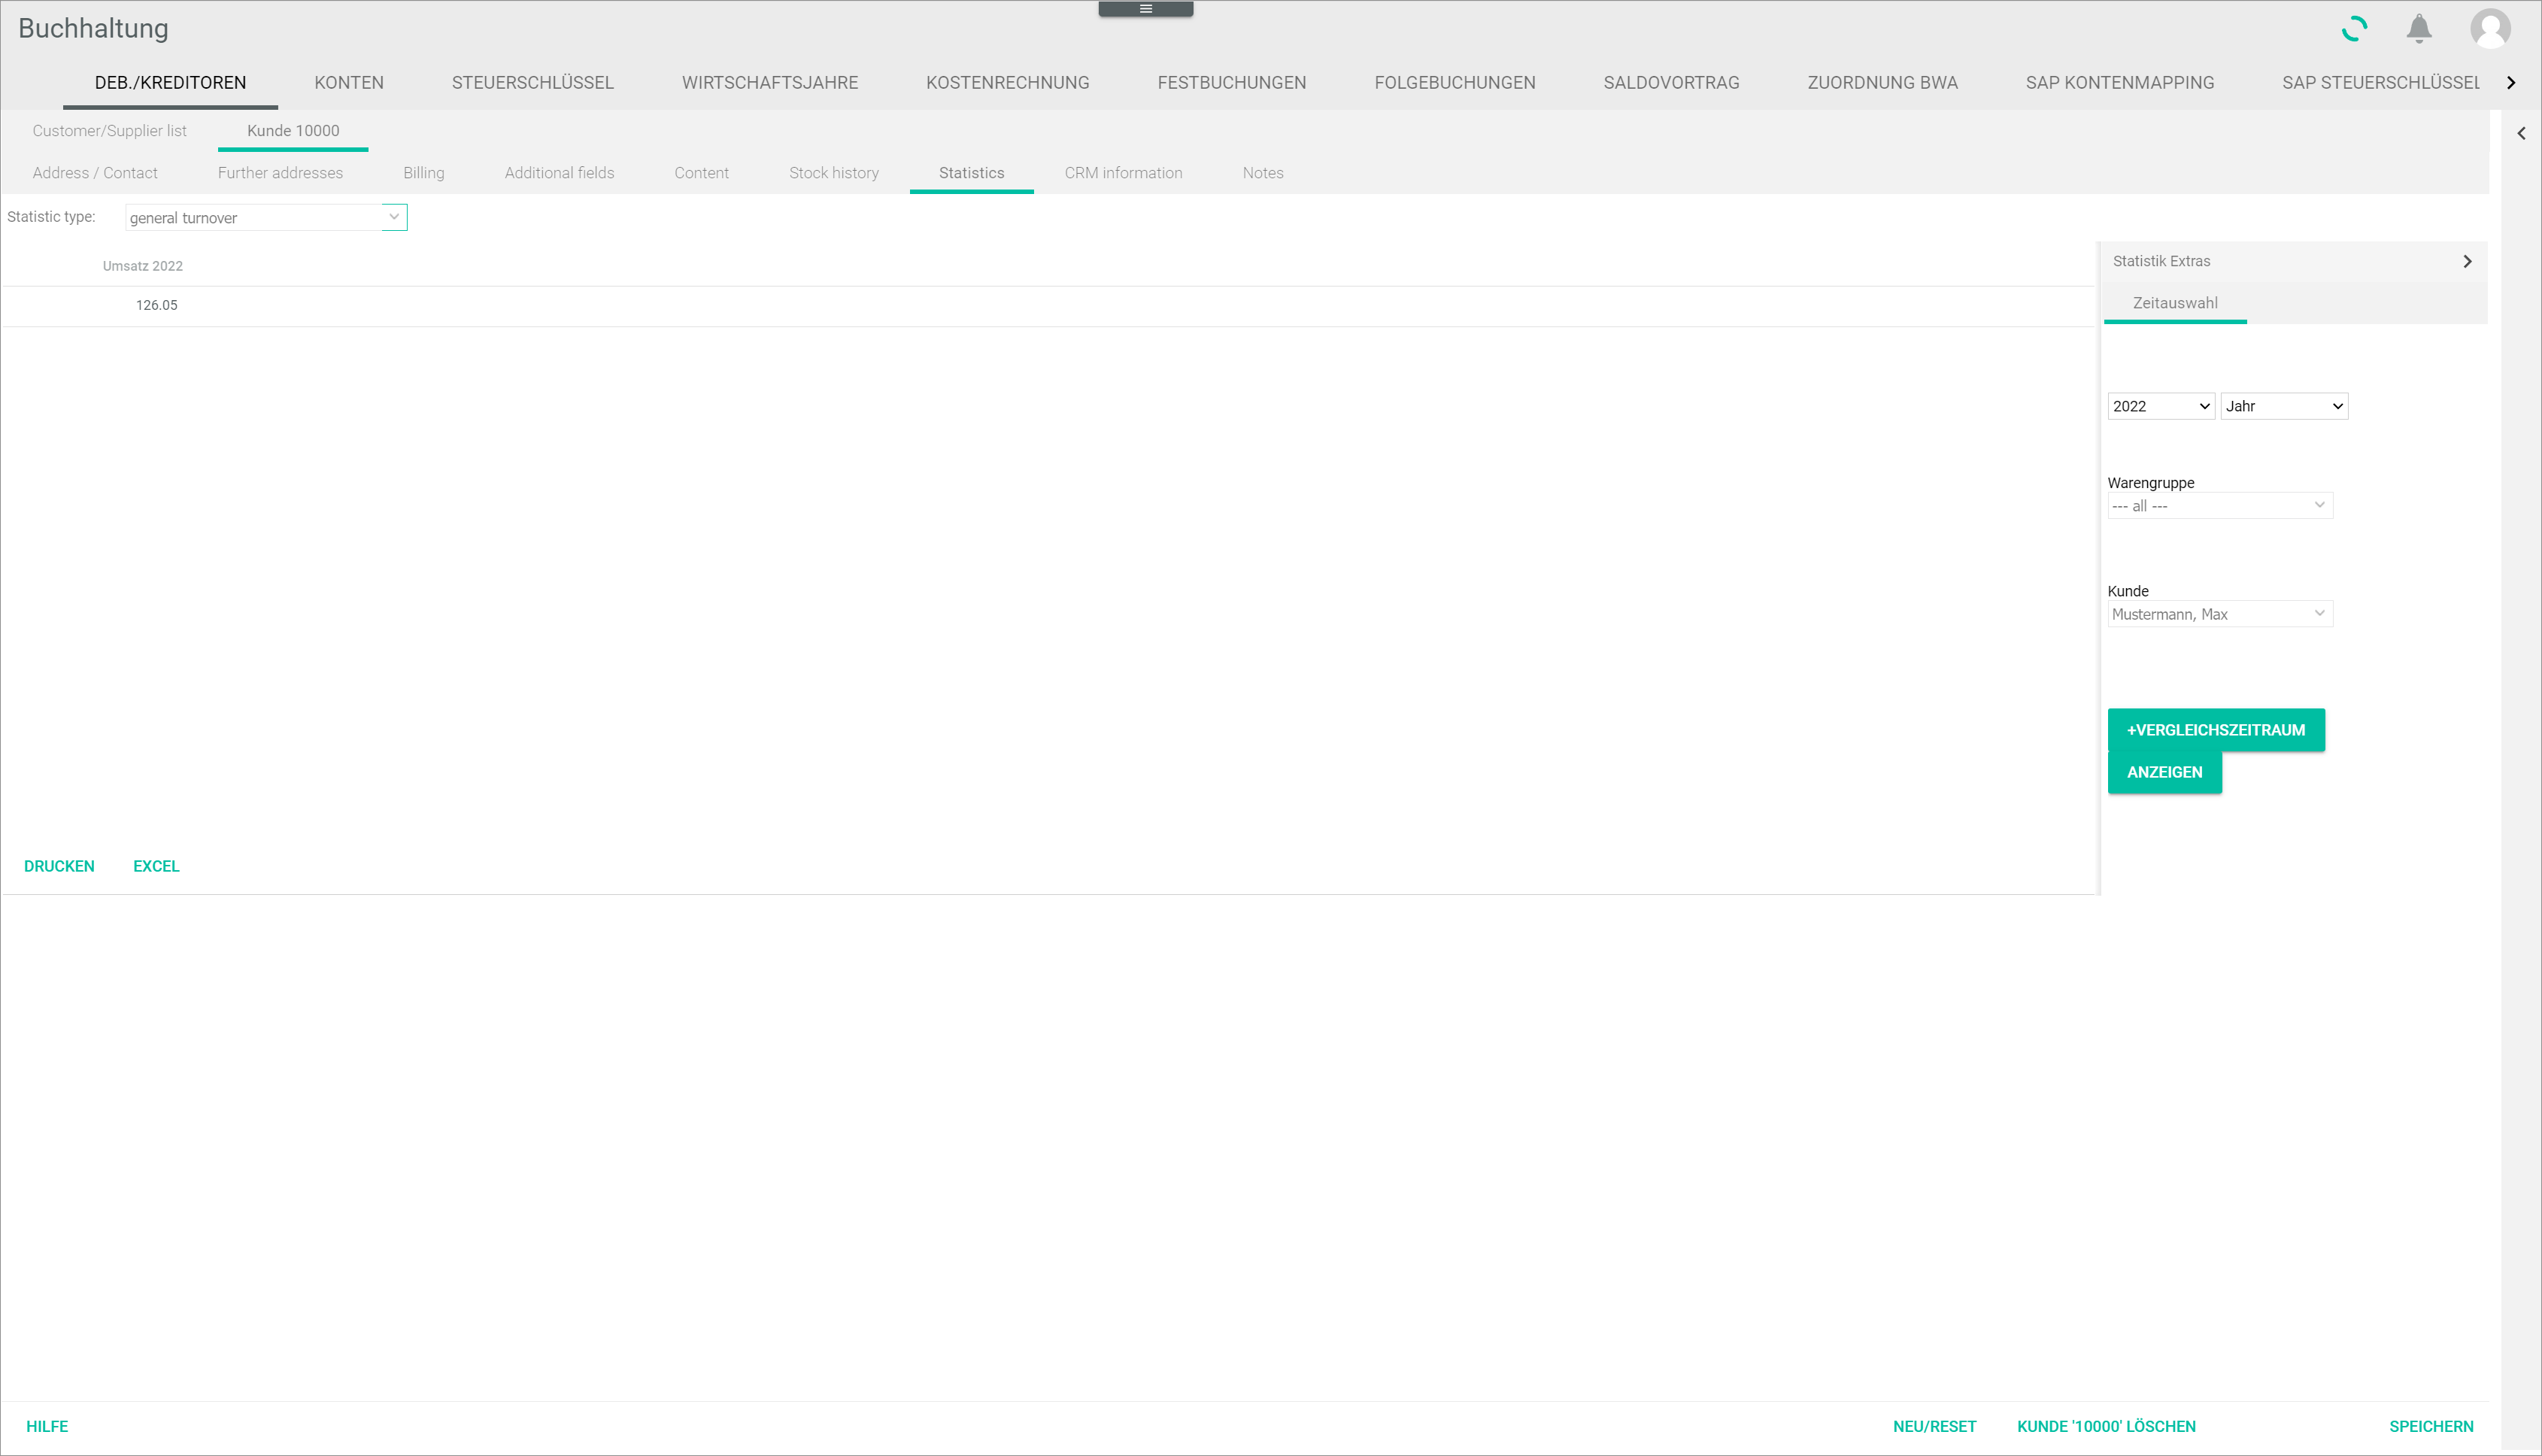 Buchhaltung
DEB./KREDITOREN KONTEN STEUERSCHLÜSSEL WIRTSCHAFTSJAHRE KOSTENRECHNUNG FESTBUCHUNGEN FOLGEBUCHUNGEN SALDOVORTRAG ZUORDNUNG BWA SAP KONTENMAPPING SAP STEUERSCHLÜSSEL
Customer/Supplier list Kunde 10000
Address / Contact Further addresses Billing Additional fields Content Stock history Statistics CRM information Notes
Statistic type: general turnover
Umsatz 2022
126.05
Statistik Extras
Zeitauswahl
2022 Jahr
Warengruppe
--- all ---
Kunde
Mustermann, Max
+VERGLEICHSZEITRAUM
ANZEIGEN
DRUCKEN EXCEL
HILFE NEU/RESET KUNDE '10000' LÖSCHEN SPEICHERN